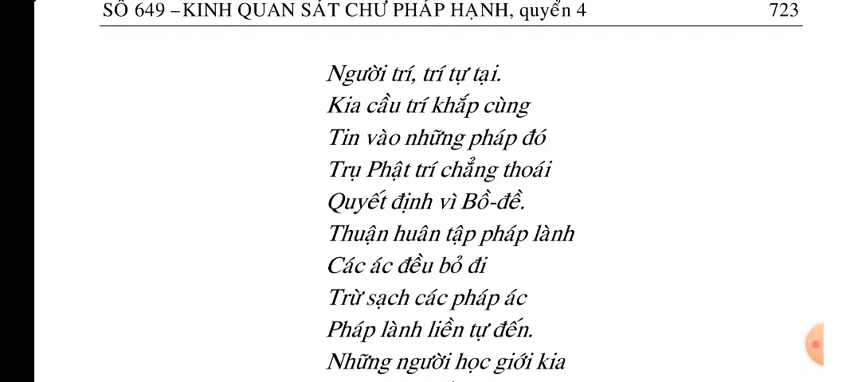 SỐ 649 –KINH QUAN SÁT CHƯ PHÁP HẠNH, quyển 4 723
Người trí, trí tự tại.
Kia cầu trí khắp cùng
Tin vào những pháp đó
Trụ Phật trí chẳng thoái
Quyết định vì Bồ-đề.
Thuận huân tập pháp lành
Các ác đều bỏ đi
Trừ sạch các pháp ác
Pháp lành liền tự đến.
Những người học giới kia